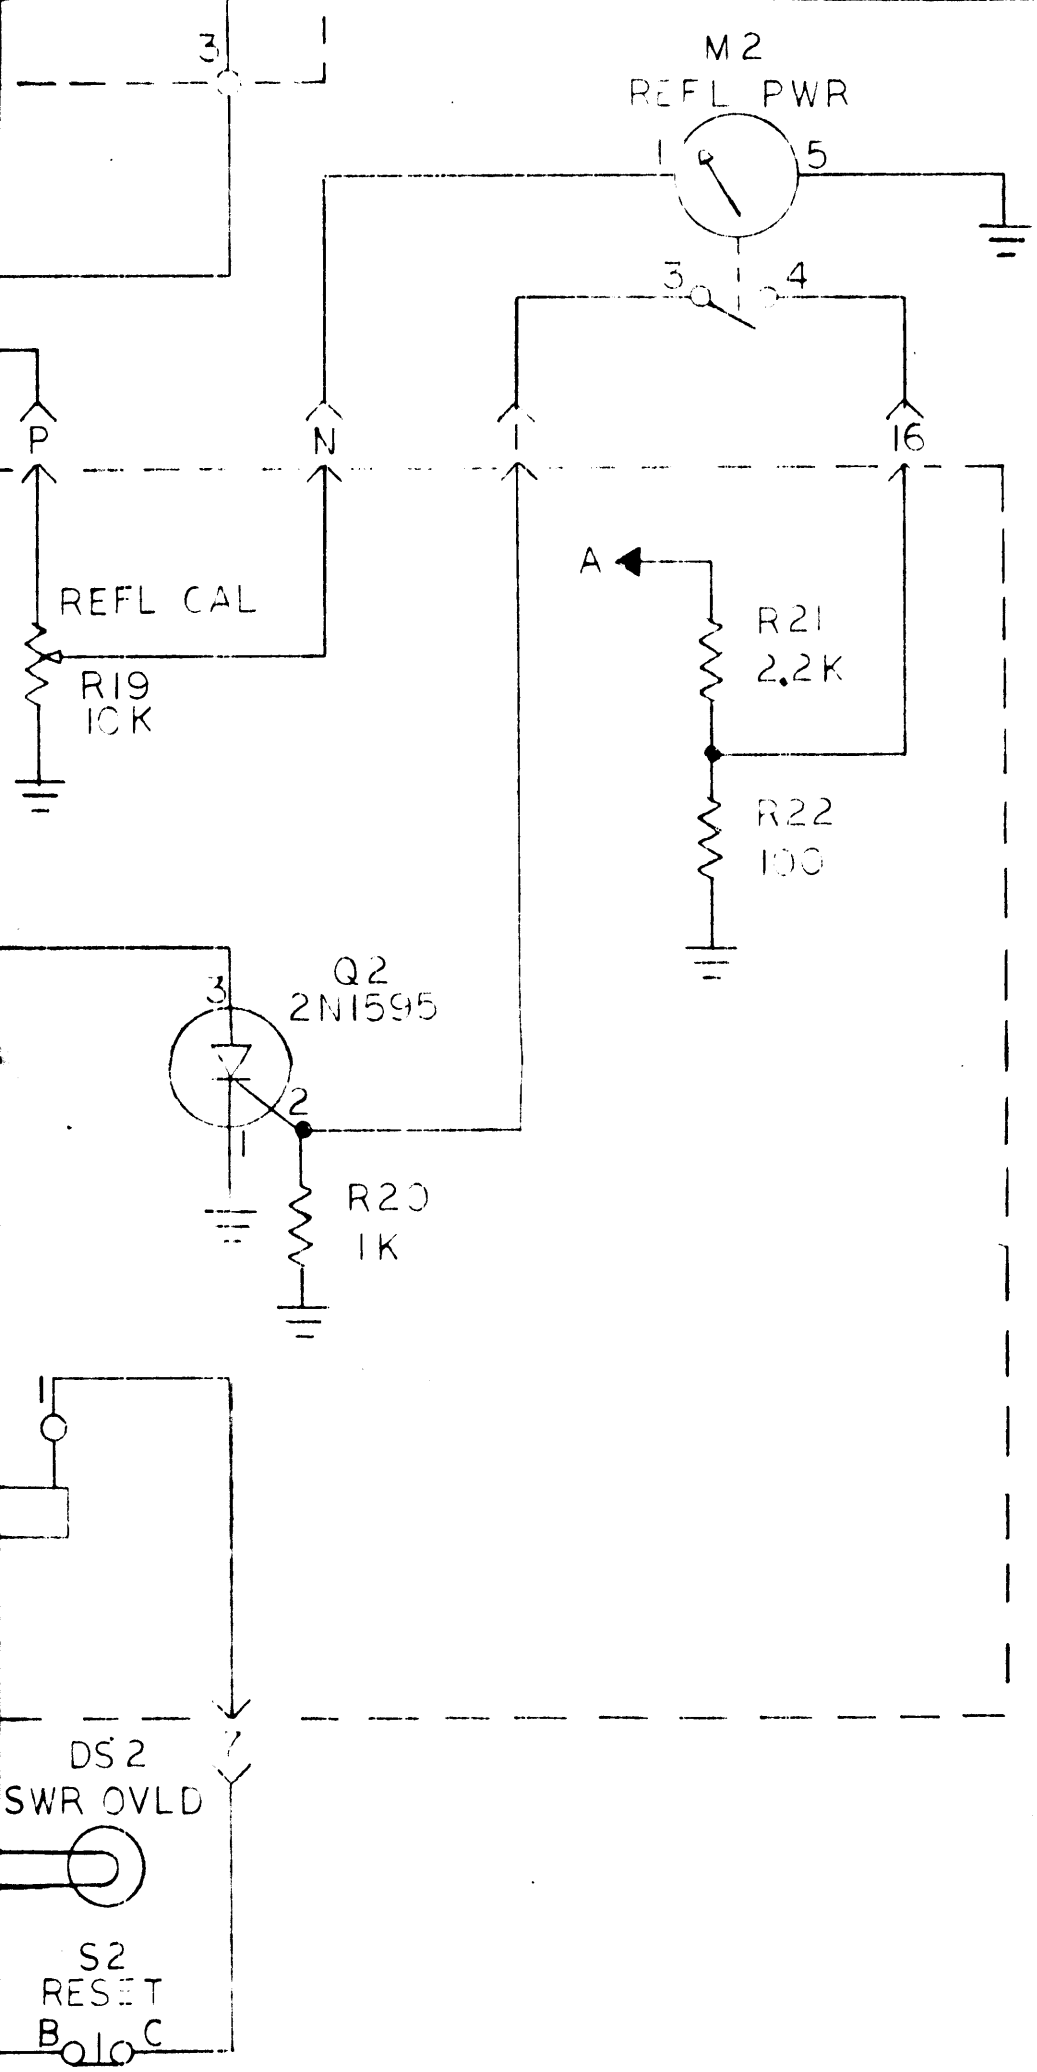 3
M2
REFL PWR
1
5
3
4
P
N
1
16
A
REFL CAL
R21
2.2K
R19
10K
R22
100
Q2
3
2N1595
2
1
R20
1K
1
7
DS2
SWR OVLD
S2
RESET
B
C